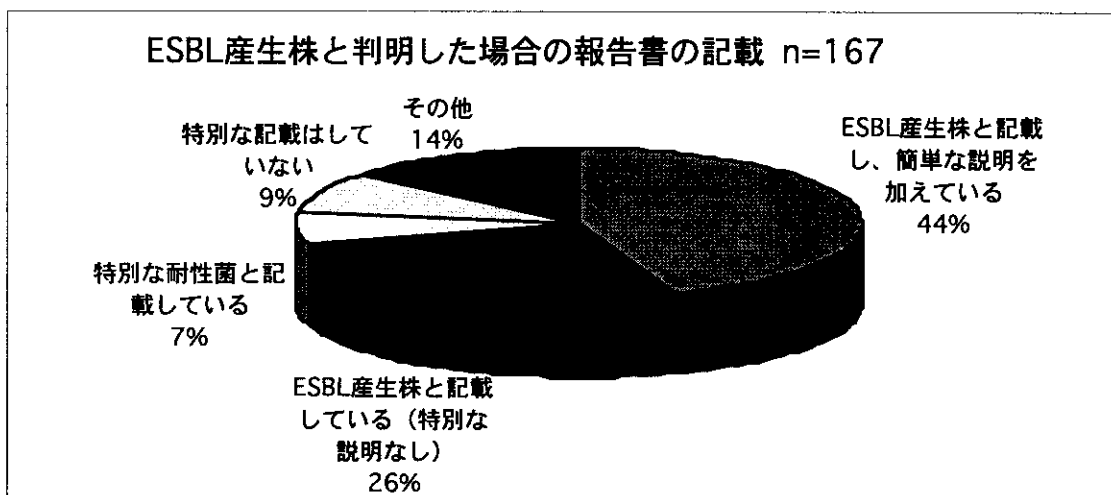 ESBL産生株と判明した場合の報告書の記載 n=167
その他
14%
特別な記載はして
いない
9%
ESBL産生株と記載
し、簡単な説明を
加えている
44%
特別な耐性菌と記
載している
7%
ESBL産生株と記載
している（特別な
説明なし）
26%